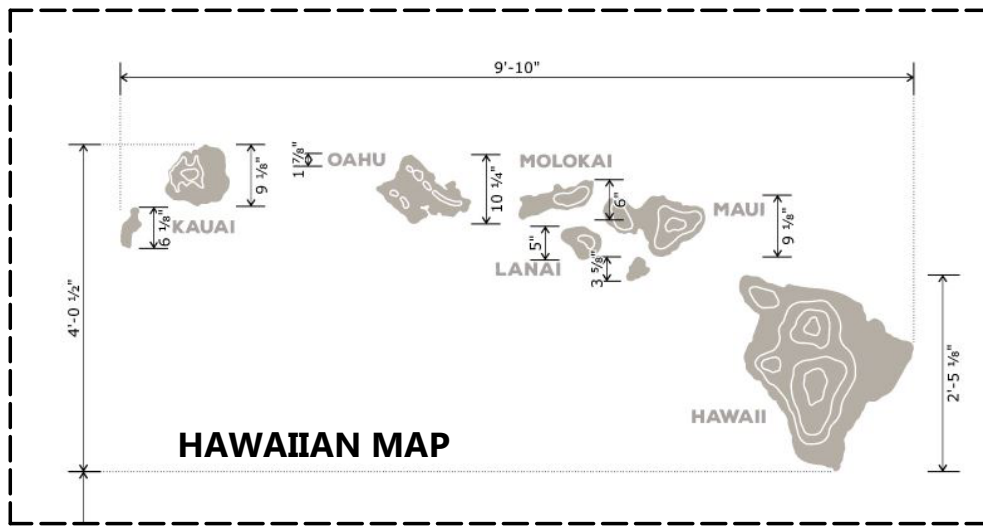 9'-10"
1 ⅞"
OAHU
MOLOKAI
9 ⅛"
10 ¼"
6"
KAUAI
6 ⅛"
MAUI
9 ⅛"
5"
LANAI
3 ⅝"
4'-0 ½"
2'-5 ⅛"
HAWAII
HAWAIIAN MAP